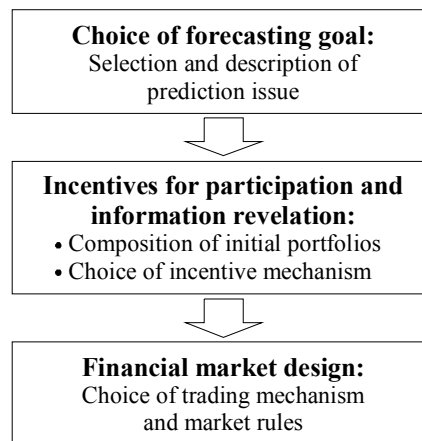 Choice of forecasting goal:
Selection and description of
prediction issue
Incentives for participation and
information revelation:
• Composition of initial portfolios
• Choice of incentive mechanism
Financial market design:
Choice of trading mechanism
and market rules